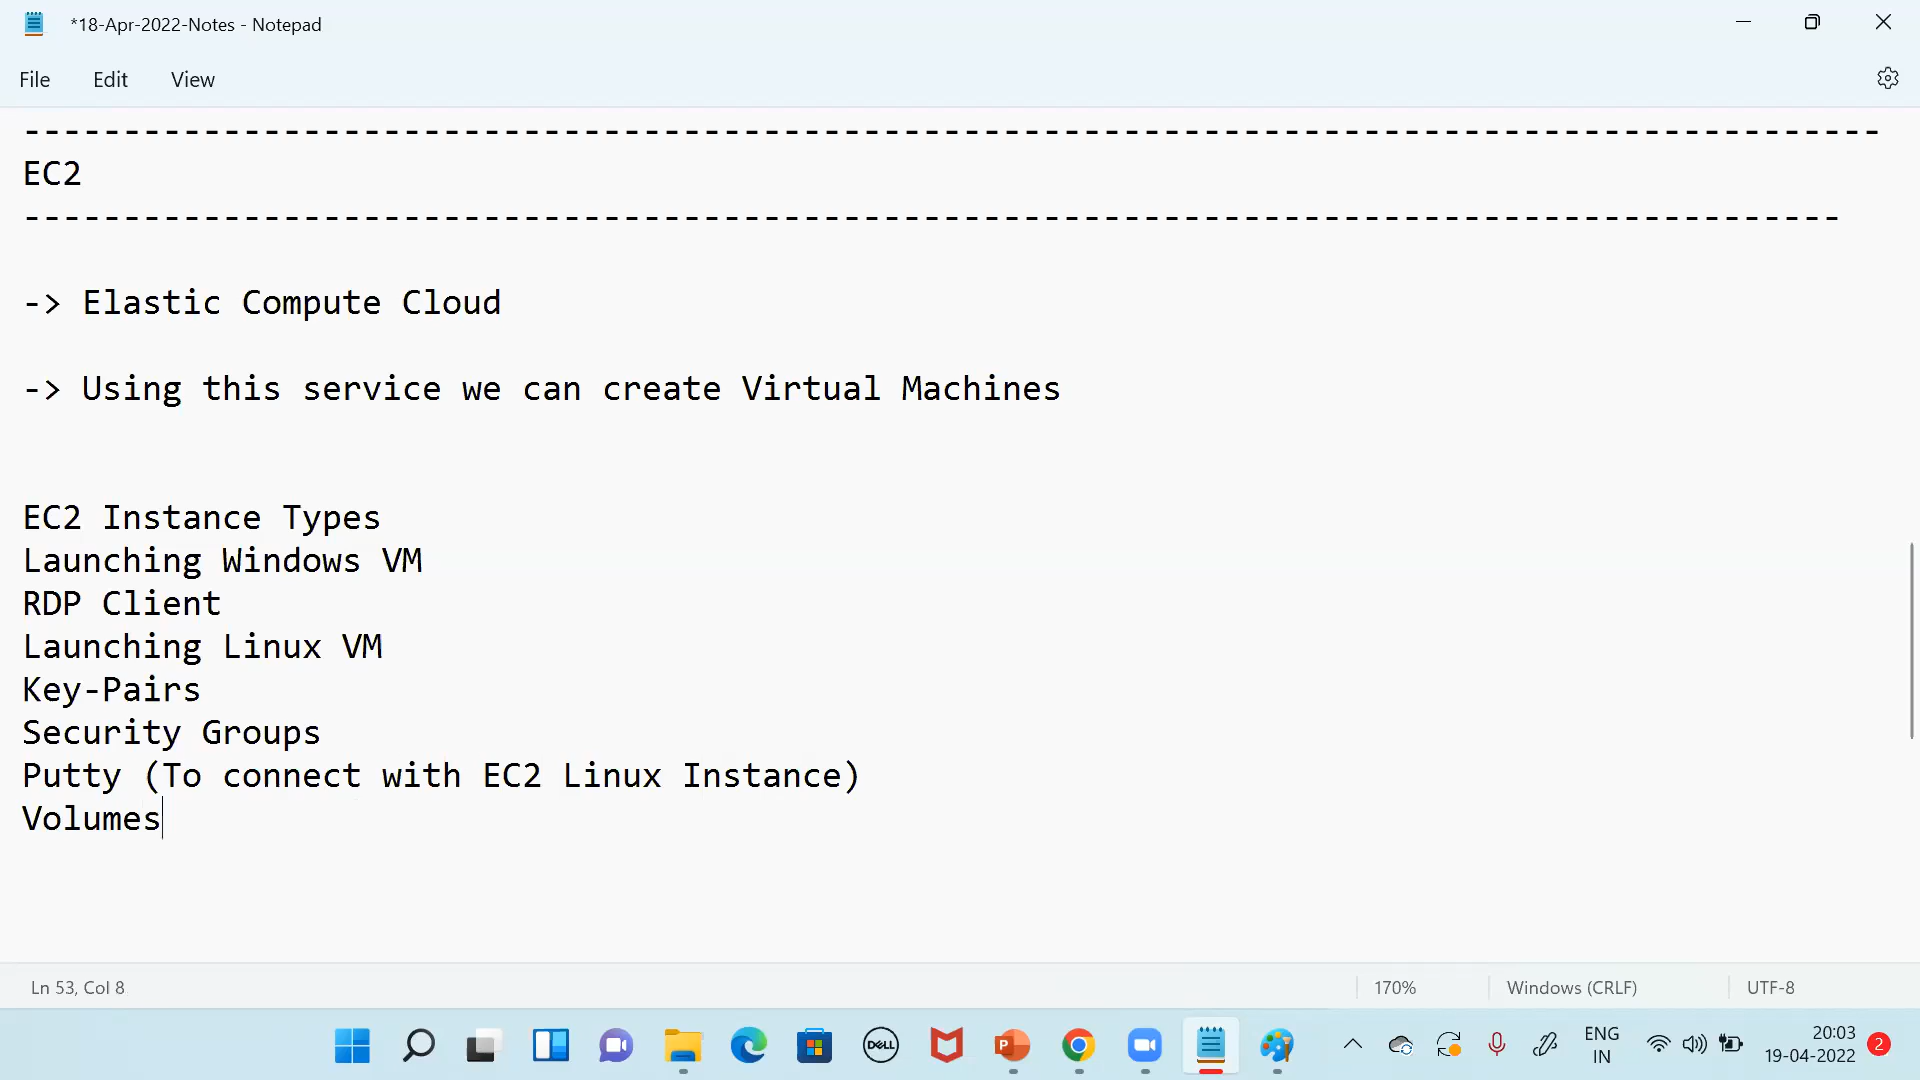 *18-Apr-2022-Notes - Notepad
File Edit View
---------------------------------------------------------------------------------------------
EC2
-------------------------------------------------------------------------------------------
-> Elastic Compute Cloud
-> Using this service we can create Virtual Machines
EC2 Instance Types
Launching Windows VM
RDP Client
Launching Linux VM
Key-Pairs
Security Groups
Putty (To connect with EC2 Linux Instance)
Volumes
Ln 53, Col 8 170% Windows (CRLF) UTF-8
DELL
P
ENG
IN
20:03
19-04-2022
2